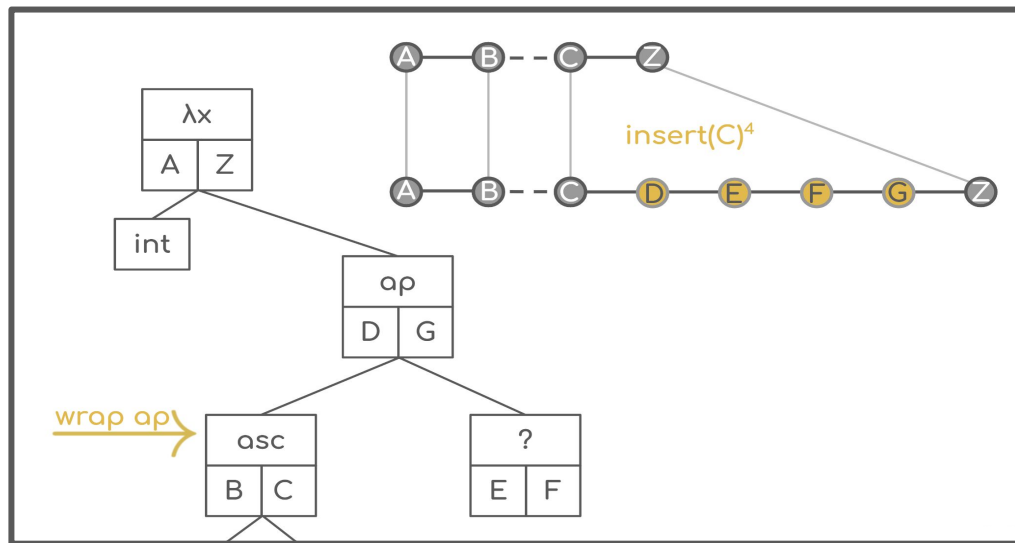 A B C Z
insert(C)⁴
A B C D E F G Z
λx
A Z
int
ap
D G
wrap ap
asc
B C
?
E F